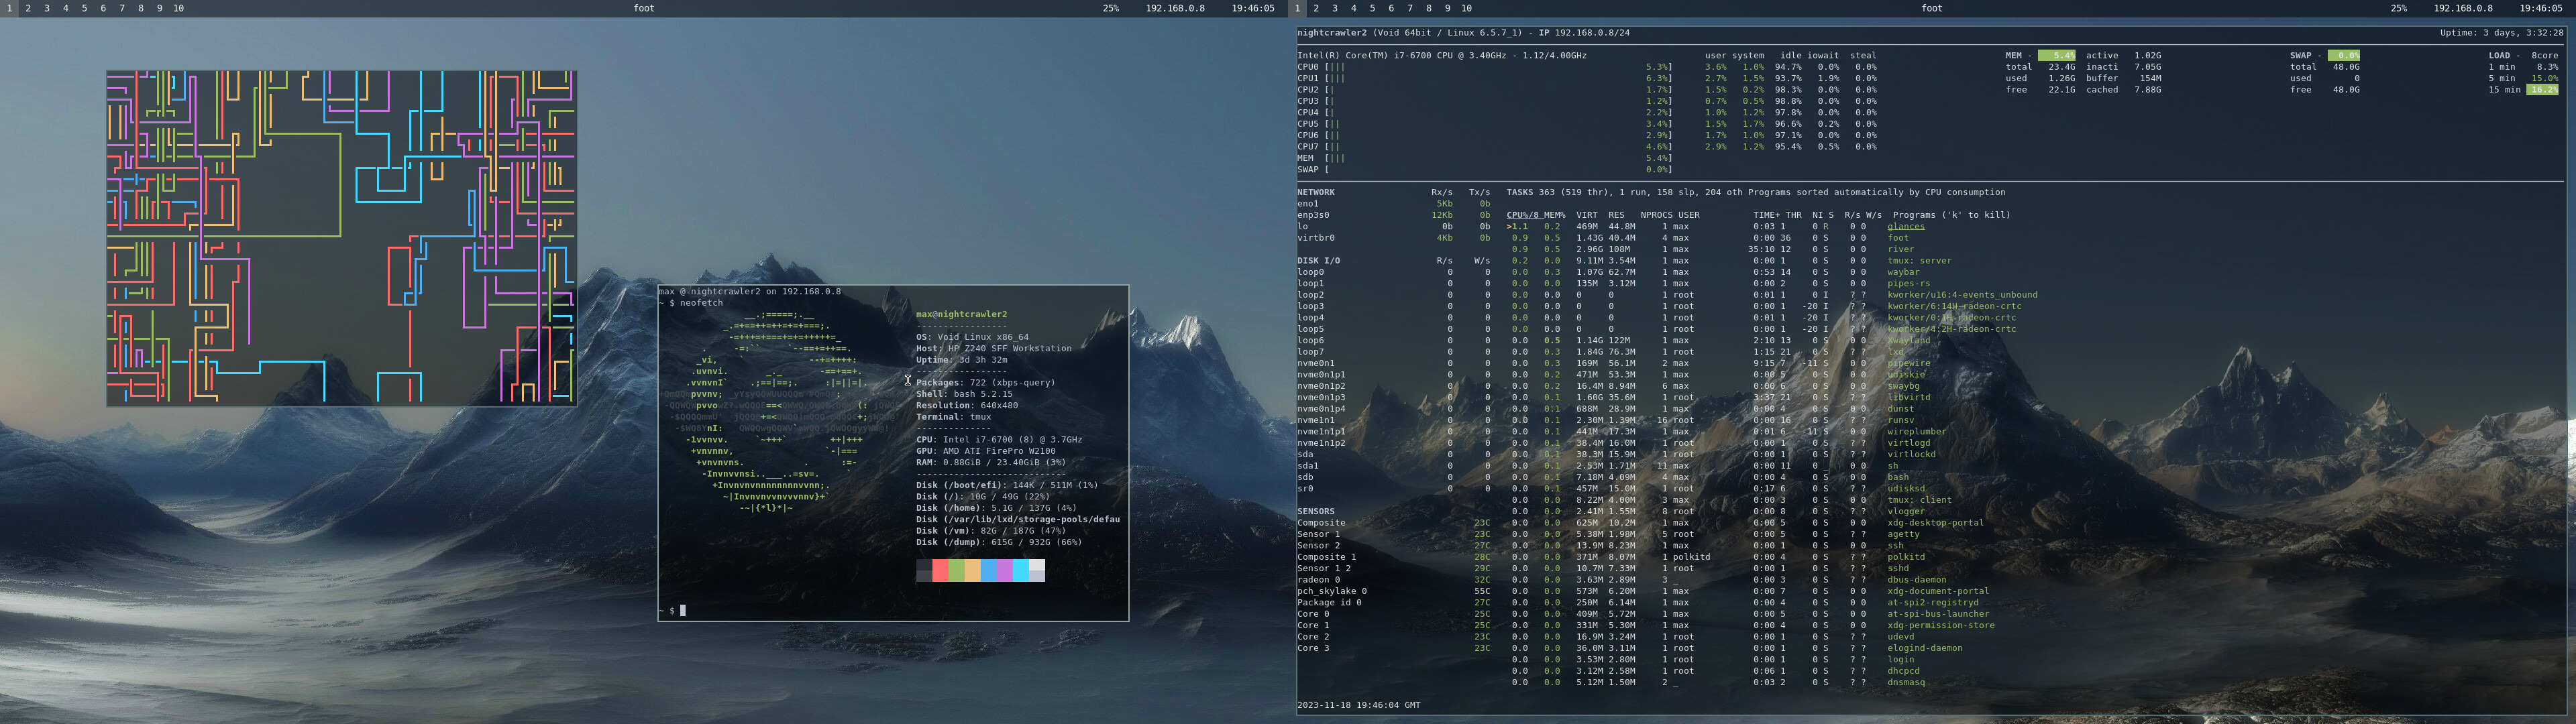 1 2 3 4 5 6 7 8 9 10 foot 25% 192.168.0.8 19:46:05
max @ nightcrawler2 on 192.168.0.8
~ $ neofetch
max@nightcrawler2
-----------------
OS: Void Linux x86_64
Host: HP Z240 SFF Workstation
Uptime: 3d 3h 32m
-----------------
Packages: 722 (xbps-query)
Shell: bash 5.2.15
Resolution: 640x480
Terminal: tmux
--------------
CPU: Intel i7-6700 (8) @ 3.7GHz
GPU: AMD ATI FirePro W2100
RAM: 0.88GiB / 23.40GiB (3%)
----------------------------
Disk (/boot/efi): 144K / 511M (1%)
Disk (/): 10G / 49G (22%)
Disk (/home): 5.1G / 137G (4%)
Disk (/var/lib/lxd/storage-pools/defau
Disk (/vm): 82G / 187G (47%)
Disk (/dump): 615G / 932G (66%)
~ $
1 2 3 4 5 6 7 8 9 10 foot 25% 192.168.0.8 19:46:05
nightcrawler2 (Void 64bit / Linux 6.5.7_1) - IP 192.168.0.8/24 Uptime: 3 days, 3:32:28
Intel(R) Core(TM) i7-6700 CPU @ 3.40GHz - 1.12/4.00GHz user system idle iowait steal MEM - 5.4% active 1.02G SWAP - 0.0% LOAD - 8core
CPU0 [||| 5.3%] 3.6% 1.0% 94.7% 0.0% 0.0% total 23.4G inacti 7.05G total 48.0G 1 min 8.3%
CPU1 [||| 6.3%] 2.7% 1.5% 93.7% 1.9% 0.0% used 1.26G buffer 154M used 0 5 min 15.0%
CPU2 [| 1.7%] 1.5% 0.2% 98.3% 0.0% 0.0% free 22.1G cached 7.88G free 48.0G 15 min 16.2%
CPU3 [| 1.2%] 0.7% 0.5% 98.8% 0.0% 0.0%
CPU4 [| 2.2%] 1.0% 1.2% 97.8% 0.0% 0.0%
CPU5 [|| 3.4%] 1.5% 1.7% 96.6% 0.2% 0.0%
CPU6 [|| 2.9%] 1.7% 1.0% 97.1% 0.0% 0.0%
CPU7 [|| 4.6%] 2.9% 1.2% 95.4% 0.5% 0.0%
MEM [||| 5.4%]
SWAP [ 0.0%]
NETWORK Rx/s Tx/s TASKS 363 (519 thr), 1 run, 158 slp, 204 oth Programs sorted automatically by CPU consumption
eno1 5Kb 0b
enp3s0 12Kb 0b CPU%/8 MEM% VIRT RES NPROCS USER TIME+ THR NI S R/s W/s Programs ('k' to kill)
lo 0b 0b >1.1 0.2 469M 44.8M 1 max 0:03 1 0 R 0 0 glances
virtbr0 4Kb 0b 0.9 0.5 1.43G 40.4M 4 max 0:00 36 0 S 0 0 foot
0.9 0.5 2.96G 108M 1 max 35:10 12 0 S 0 0 river
DISK I/O R/s W/s 0.2 0.0 9.11M 3.54M 1 max 0:00 1 0 S 0 0 tmux: server
loop0 0 0 0.0 0.3 1.07G 62.7M 1 max 0:53 14 0 S 0 0 waybar
loop1 0 0 0.0 0.0 135M 3.12M 1 max 0:00 2 0 S 0 0 pipes-rs
loop2 0 0 0.0 0.0 0 0 1 root 0:01 1 0 I ? ? kworker/u16:4-events_unbound
loop3 0 0 0.0 0.0 0 0 1 root 0:00 1 -20 I ? ? kworker/6:14H-radeon-crtc
loop4 0 0 0.0 0.0 0 0 1 root 0:01 1 -20 I ? ? kworker/0:1H-radeon-crtc
loop5 0 0 0.0 0.0 0 0 1 root 0:00 1 -20 I ? ? kworker/4:2H-radeon-crtc
loop6 0 0 0.0 0.5 1.14G 122M 1 max 2:10 13 0 S 0 0 Xwayland
loop7 0 0 0.0 0.3 1.84G 76.3M 1 root 1:15 21 0 S ? ? lxd
nvme0n1 0 0 0.0 0.3 169M 56.1M 2 max 9:15 7 -11 S 0 0 pipewire
nvme0n1p1 0 0 0.0 0.2 471M 53.3M 1 max 0:00 5 0 S 0 0 udiskie
nvme0n1p2 0 0 0.0 0.2 16.4M 8.94M 6 max 0:00 6 0 S 0 0 swaybg
nvme0n1p3 0 0 0.0 0.2 1.60G 35.6M 1 root 3:37 21 0 S ? ? libvirtd
nvme0n1p4 0 0 0.0 0.1 688M 28.9M 1 max 0:00 4 0 S 0 0 dunst
nvme1n1 0 0 0.0 0.1 2.30M 1.39M 16 root 0:00 16 0 S ? ? runsv
nvme1n1p1 0 0 0.0 0.1 441M 17.3M 1 max 0:01 6 -11 S 0 0 wireplumber
nvme1n1p2 0 0 0.0 0.1 38.4M 16.0M 1 root 0:00 1 0 S ? ? virtlogd
sda 0 0 0.0 0.1 38.3M 15.9M 1 root 0:00 1 0 S ? ? virtlockd
sda1 0 0 0.0 0.1 2.53M 1.71M 11 max 0:00 11 0 _ 0 0 sh
sdb 0 0 0.0 0.1 7.18M 4.09M 4 max 0:00 4 0 S 0 0 bash
sr0 0 0 0.0 0.1 457M 15.0M 1 root 0:17 6 0 S ? ? udisksd
0.0 0.0 8.22M 4.00M 3 max 0:00 3 0 S 0 0 tmux: client
SENSORS 0.0 0.0 2.41M 1.55M 8 root 0:00 8 0 S ? ? vlogger
Composite 23C 0.0 0.0 625M 10.2M 1 max 0:00 5 0 S 0 0 xdg-desktop-portal
Sensor 1 23C 0.0 0.0 5.38M 1.98M 5 root 0:00 5 0 S ? ? agetty
Sensor 2 27C 0.0 0.0 13.9M 8.23M 1 max 0:00 1 0 S 0 0 ssh
Composite 1 28C 0.0 0.0 371M 8.07M 1 polkitd 0:00 4 0 S ? ? polkitd
Sensor 1 2 29C 0.0 0.0 10.7M 7.33M 1 root 0:00 1 0 S ? ? sshd
radeon 0 32C 0.0 0.0 3.63M 2.89M 3 _ 0:00 3 0 S ? ? dbus-daemon
pch_skylake 0 55C 0.0 0.0 573M 6.20M 1 max 0:00 7 0 S 0 0 xdg-document-portal
Package id 0 27C 0.0 0.0 250M 6.14M 1 max 0:00 4 0 S 0 0 at-spi2-registryd
Core 0 25C 0.0 0.0 409M 5.72M 1 max 0:00 5 0 S 0 0 at-spi-bus-launcher
Core 1 25C 0.0 0.0 331M 5.30M 1 max 0:00 4 0 S 0 0 xdg-permission-store
Core 2 23C 0.0 0.0 16.9M 3.24M 1 root 0:00 1 0 S ? ? udevd
Core 3 23C 0.0 0.0 36.0M 3.11M 1 root 0:00 1 0 S ? ? elogind-daemon
0.0 0.0 3.53M 2.80M 1 root 0:00 1 0 S ? ? login
0.0 0.0 3.12M 2.58M 1 root 0:06 1 0 S ? ? dhcpcd
0.0 0.0 5.12M 1.50M 2 _ 0:03 2 0 S ? ? dnsmasq
2023-11-18 19:46:04 GMT